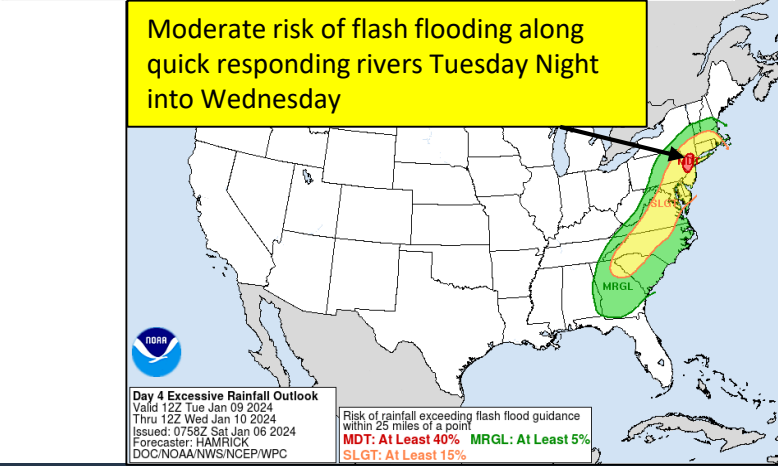 Moderate risk of flash flooding along
quick responding rivers Tuesday Night
into Wednesday
MDT
SLGT
MRGL
NOAA
Day 4 Excessive Rainfall Outlook
Valid 12Z Tue Jan 09 2024
Thru 12Z Wed Jan 10 2024
Issued: 0758Z Sat Jan 06 2024
Forecaster: HAMRICK
DOC/NOAA/NWS/NCEP/WPC
Risk of rainfall exceeding flash flood guidance
within 25 miles of a point
MDT: At Least 40% MRGL: At Least 5%
SLGT: At Least 15%